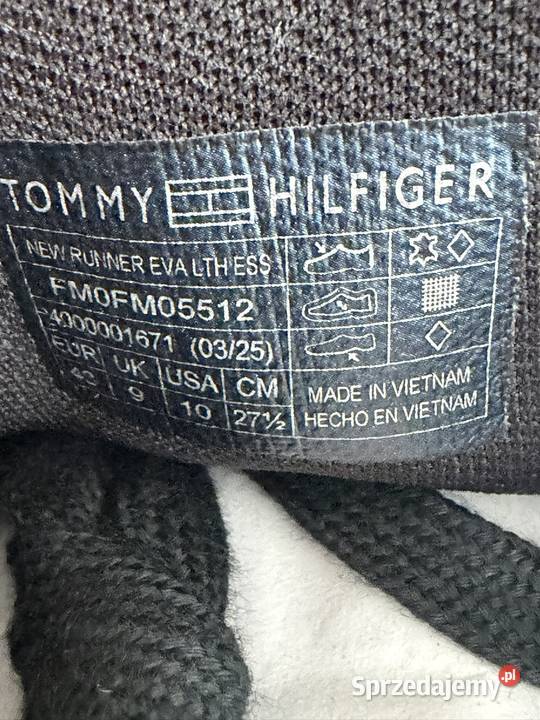 TOMMY HILFIGER
NEW RUNNER EVA LTH ESS
FM0FM05512
4000001671 (03/25)
EUR UK USA CM
43 9 10 27½
MADE IN VIETNAM
HECHO EN VIETNAM
Sprzedajemy.pl